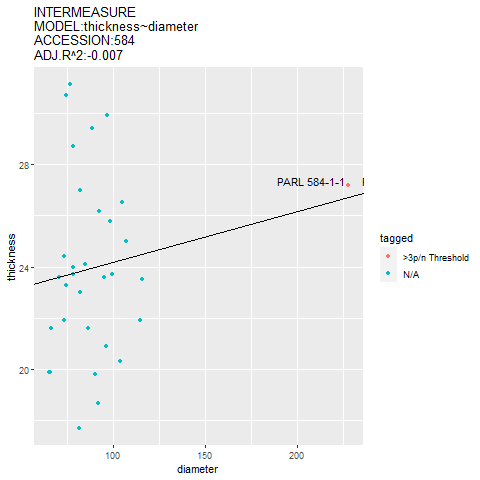 INTERMEASURE
MODEL:thickness~diameter
ACCESSION:584
ADJ.R^2:-0.007
28
24
20
thickness
PARL 584-1-1
100
150
200
diameter
tagged
>3p/n Threshold
N/A